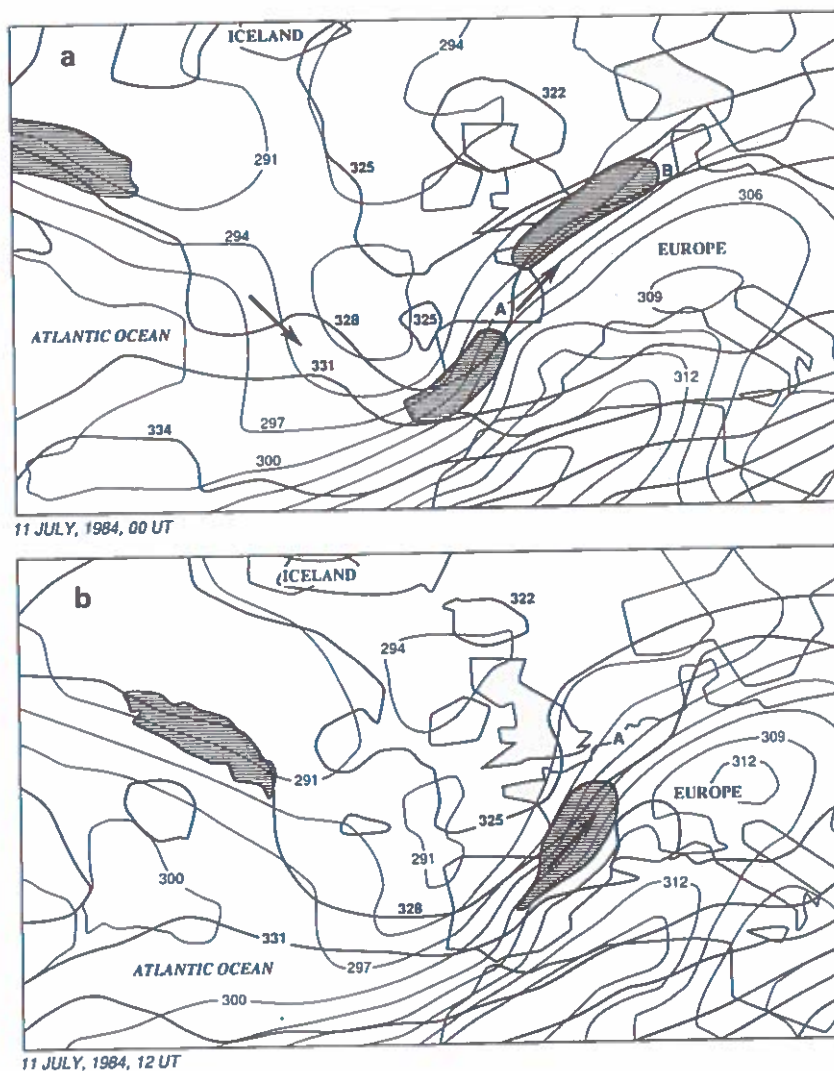 a
ICELAND
294
322
291
325
B
306
294
EUROPE
309
A
328
325
ATLANTIC OCEAN
331
312
297
334
300
11 JULY, 1984, 00 UT
b
ICELAND
322
294
A
309
291
312
EUROPE
325
291
300
312
328
331
ATLANTIC OCEAN
297
300
11 JULY, 1984, 12 UT